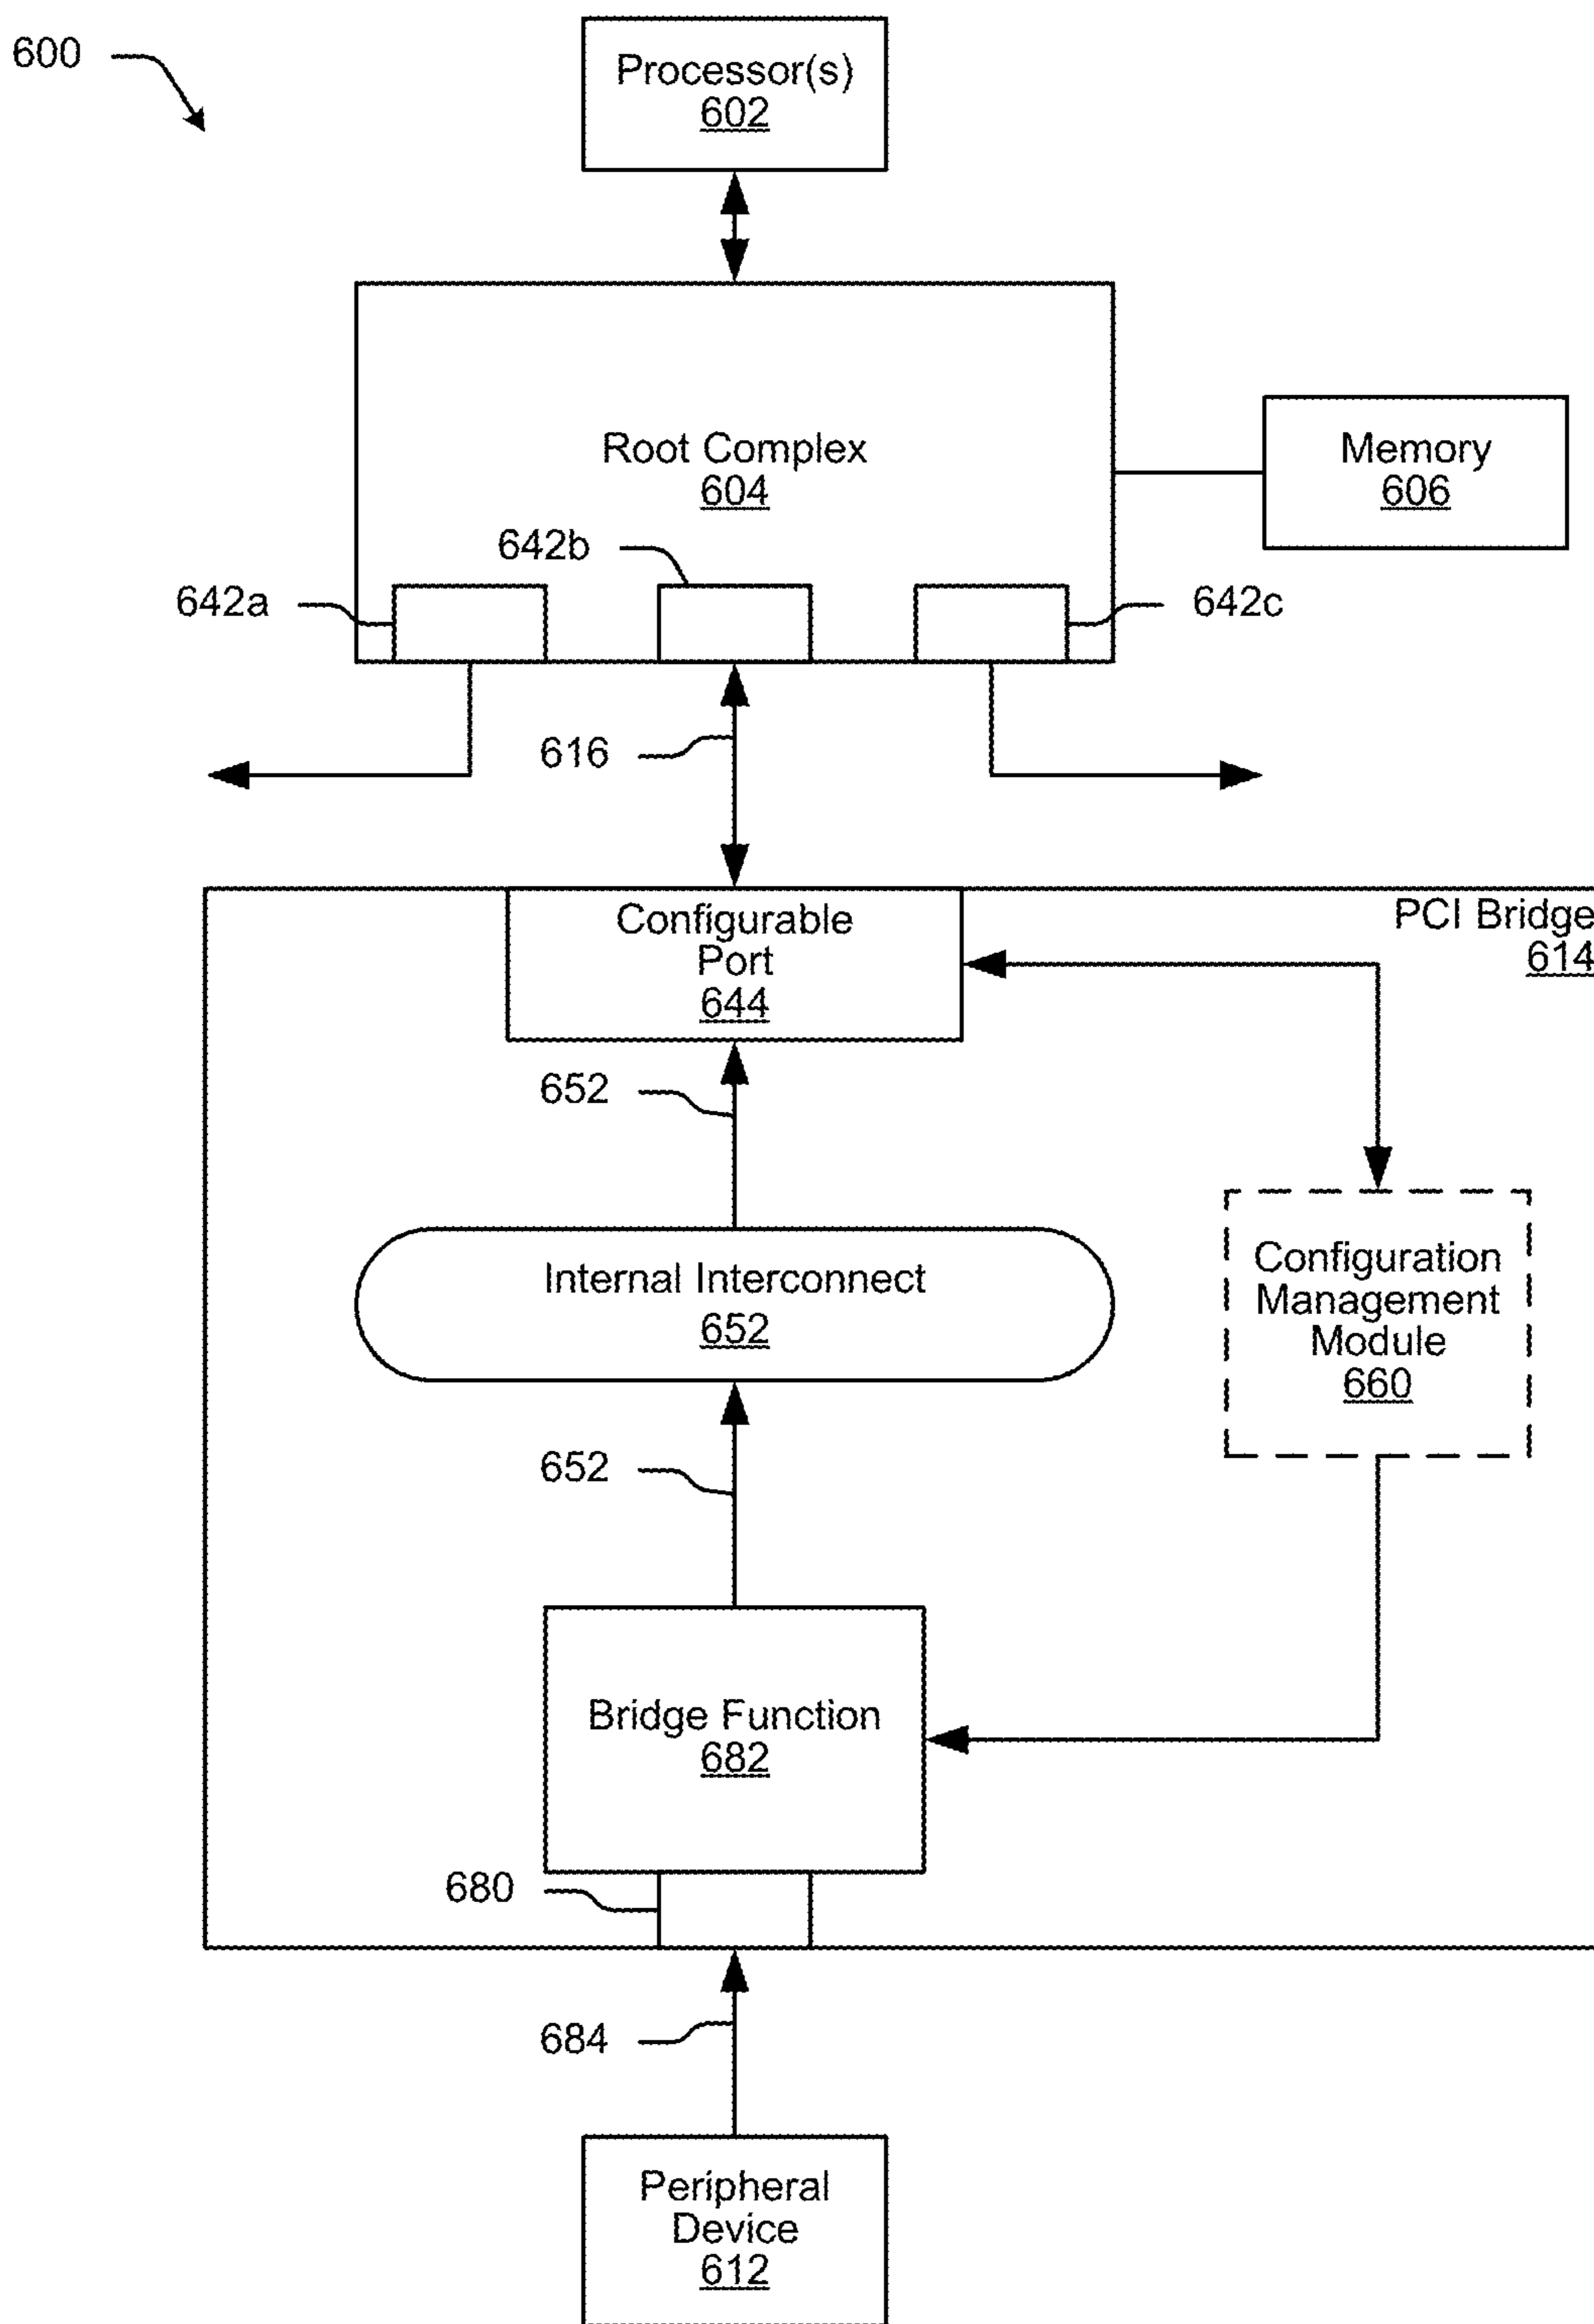 600
Processor(s)
602
Root Complex
604
Memory
606
642b
642a
642c
616
PCI Bridge
614
Configurable
Port
644
652
Internal Interconnect
652
Configuration
Management
Module
660
652
Bridge Function
682
680
684
Peripheral
Device
612